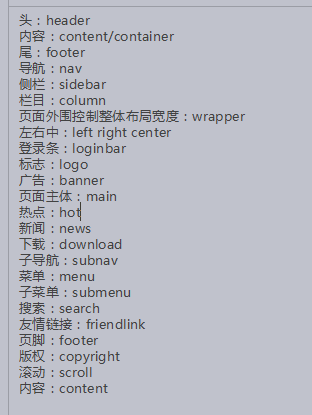 头：header
内容：content/container
尾：footer
导航：nav
侧栏：sidebar
栏目：column
页面外围控制整体布局宽度：wrapper
左右中：left right center
登录条：loginbar
标志：logo
广告：banner
页面主体：main
热点：hot
新闻：news
下载：download
子导航：subnav
菜单：menu
子菜单：submenu
搜索：search
友情链接：friendlink
页脚：footer
版权：copyright
滚动：scroll
内容：content